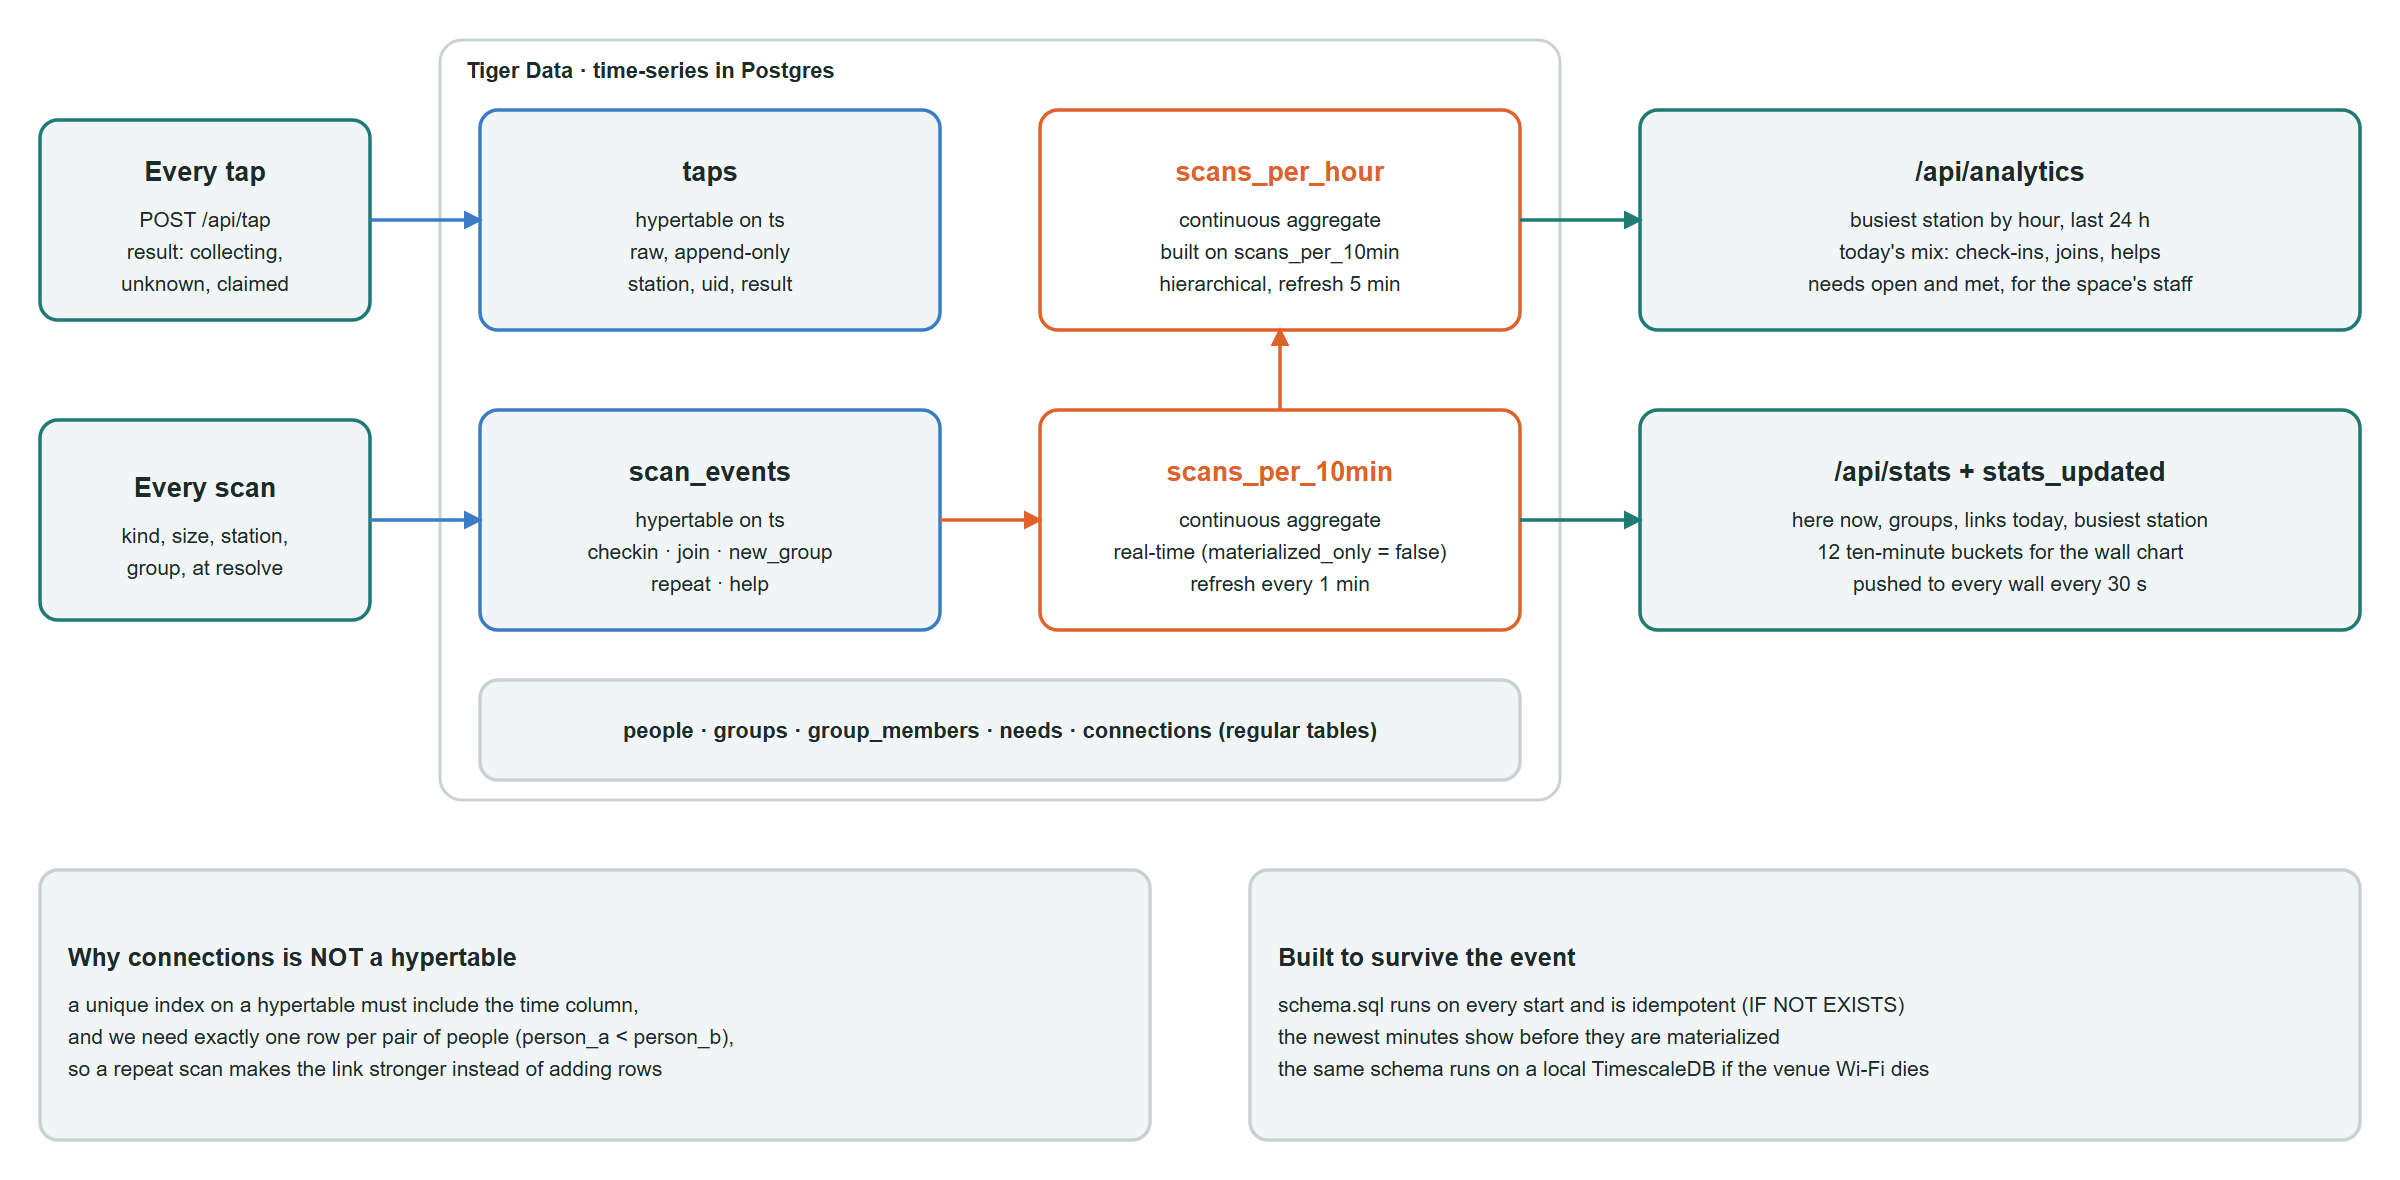 Tiger Data · time-series in Postgres
Every tap
POST /api/tap
result: collecting,
unknown, claimed
taps
hypertable on ts
raw, append-only
station, uid, result
scans_per_hour
continuous aggregate
built on scans_per_10min
hierarchical, refresh 5 min
/api/analytics
busiest station by hour, last 24 h
today's mix: check-ins, joins, helps
needs open and met, for the space's staff
Every scan
kind, size, station,
group, at resolve
scan_events
hypertable on ts
checkin · join · new_group
repeat · help
scans_per_10min
continuous aggregate
real-time (materialized_only = false)
refresh every 1 min
/api/stats + stats_updated
here now, groups, links today, busiest station
12 ten-minute buckets for the wall chart
pushed to every wall every 30 s
people · groups · group_members · needs · connections (regular tables)
Why connections is NOT a hypertable
a unique index on a hypertable must include the time column,
and we need exactly one row per pair of people (person_a < person_b),
so a repeat scan makes the link stronger instead of adding rows
Built to survive the event
schema.sql runs on every start and is idempotent (IF NOT EXISTS)
the newest minutes show before they are materialized
the same schema runs on a local TimescaleDB if the venue Wi-Fi dies